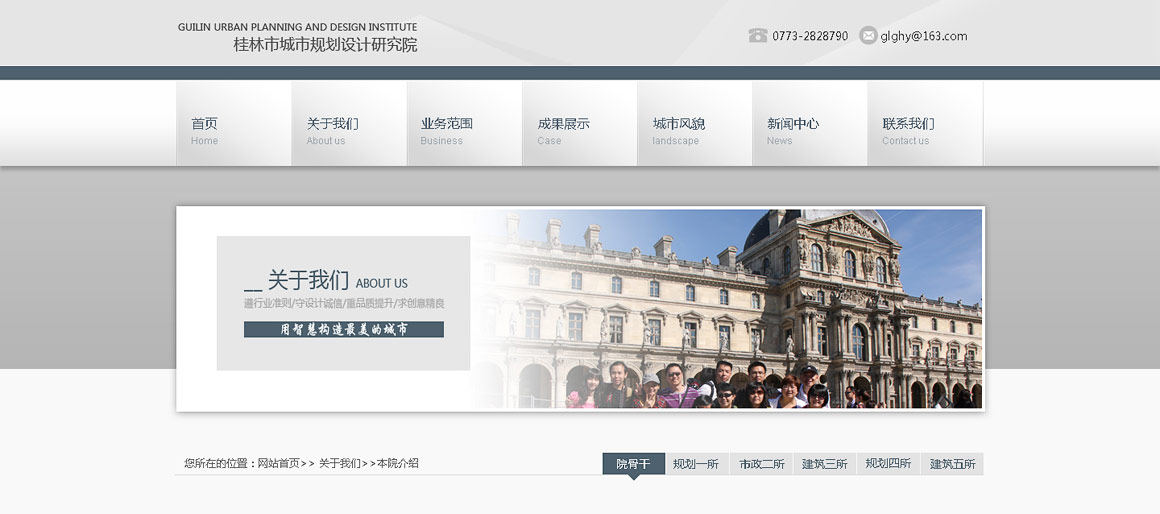 GUILIN URBAN PLANNING AND DESIGN INSTITUTE
桂林市城市规划设计研究院
0773-2828790 glghy@163.com
首页 关于我们 业务范围 成果展示 城市风貌 新闻中心 联系我们
Home About us Business Case landscape News Contact us
__ 关于我们 ABOUT US
遵行业准则/守设计诚信/重品质提升/求创意精良
用智慧构造最美的城市
您所在的位置：网站首页>> 关于我们>>本院介绍 院骨干 规划一所 市政二所 建筑三所 规划四所 建筑五所